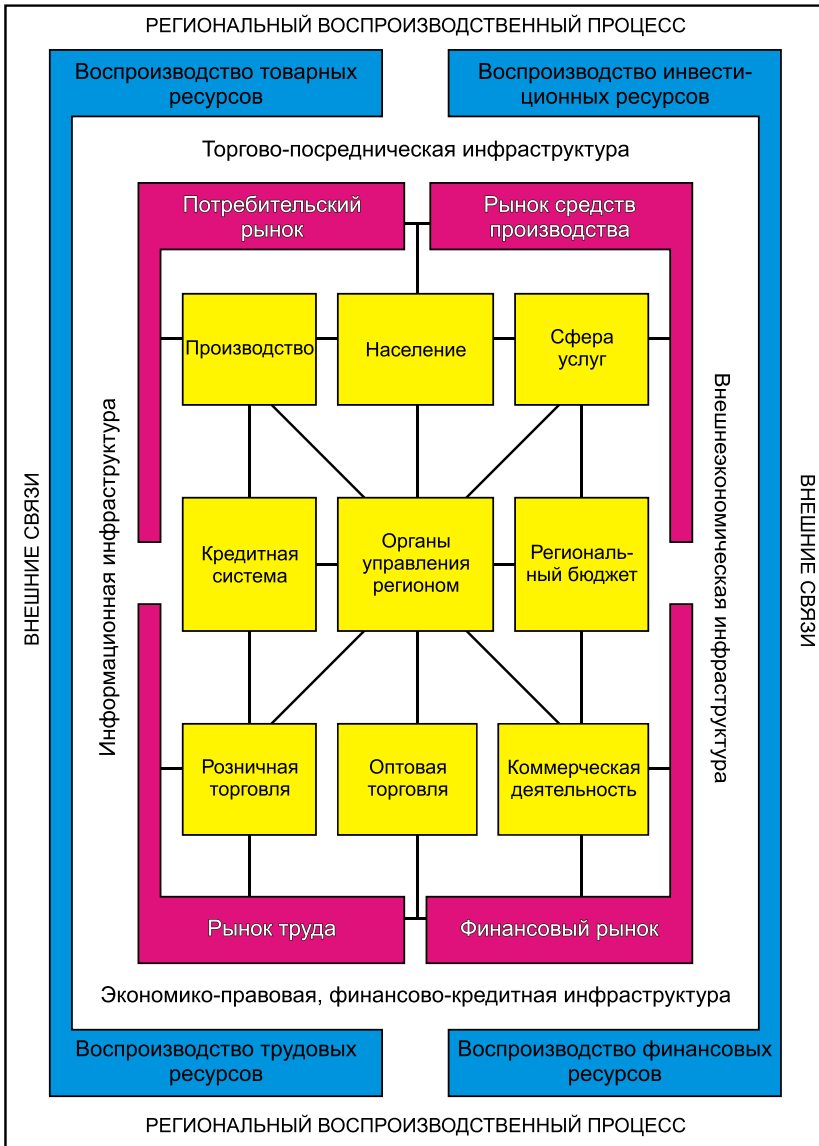 РЕГИОНАЛЬНЫЙ ВОСПРОИЗВОДСТВЕННЫЙ ПРОЦЕСС
Воспроизводство товарных
ресурсов
Воспроизводство инвести-
ционных ресурсов
Торгово-посредническая инфраструктура
Потребительский
рынок
Рынок средств
производства
Производство
Население
Сфера
услуг
ВНЕШНИЕ СВЯЗИ
Информационная инфраструктура
Внешнеэкономическая инфраструктура
ВНЕШНИЕ СВЯЗИ
Кредитная
система
Органы
управления
регионом
Региональ-
ный бюджет
Розничная
торговля
Оптовая
торговля
Коммерческая
деятельность
Рынок труда
Финансовый рынок
Экономико-правовая, финансово-кредитная инфраструктура
Воспроизводство трудовых
ресурсов
Воспроизводство финансовых
ресурсов
РЕГИОНАЛЬНЫЙ ВОСПРОИЗВОДСТВЕННЫЙ ПРОЦЕСС